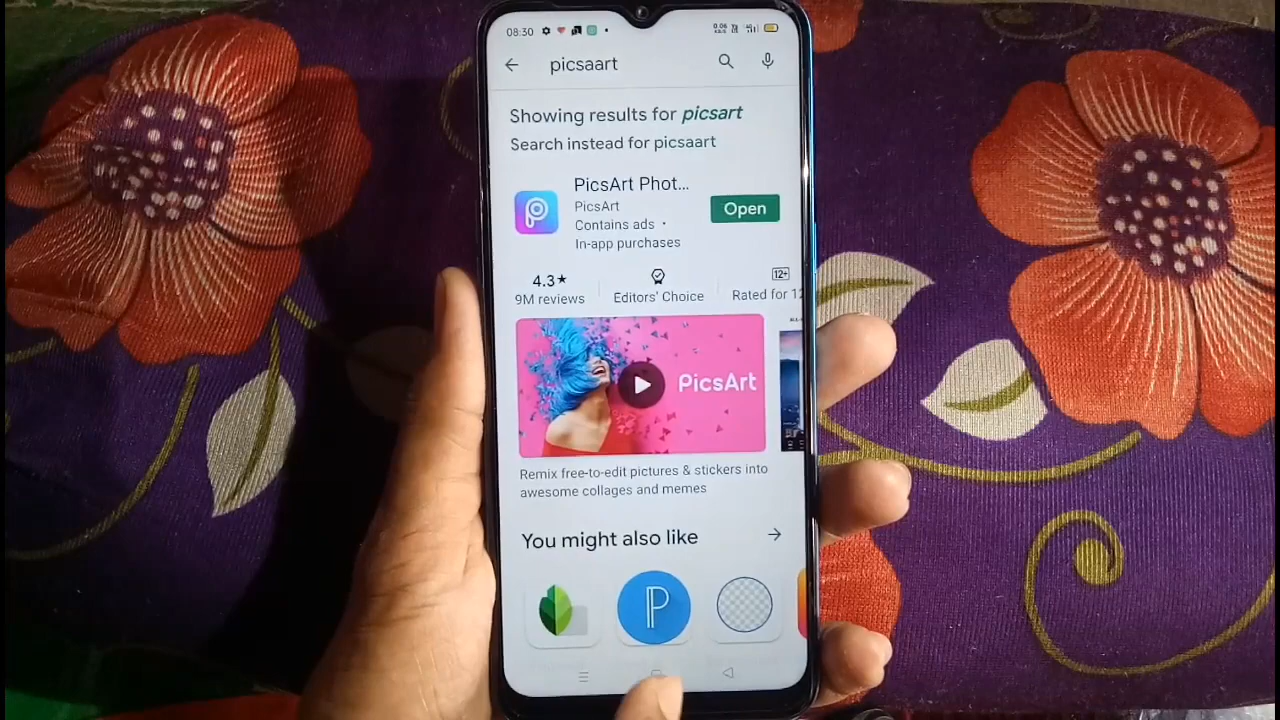 08:30
picsaart
Showing results for picsart
Search instead for picsaart
PicsArt Phot...
PicsArt
Contains ads •
In-app purchases
Open
4.3★
9M reviews
Editors' Choice
12+
Rated for 12
PicsArt
Remix free-to-edit pictures & stickers into
awesome collages and memes
You might also like